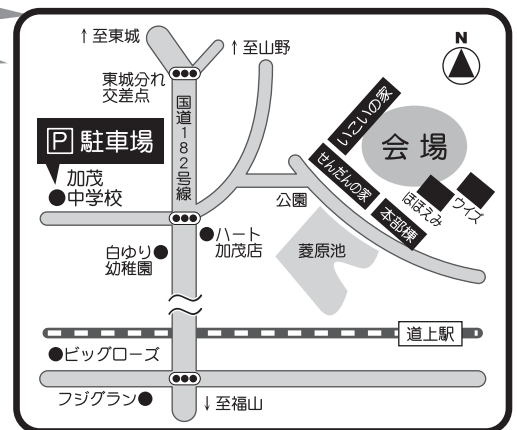 ↑至東城
↑至山野
N
東城分れ
交差点
国道182号線
P 駐車場
加茂
●中学校
いこいの家
会場
せんだんの家
ほほえみ
ウイズ
本部棟
公園
●ハート
加茂店
白ゆり●
幼稚園
菱原池
道上駅
●ビッグローズ
フジグラン●
↓至福山